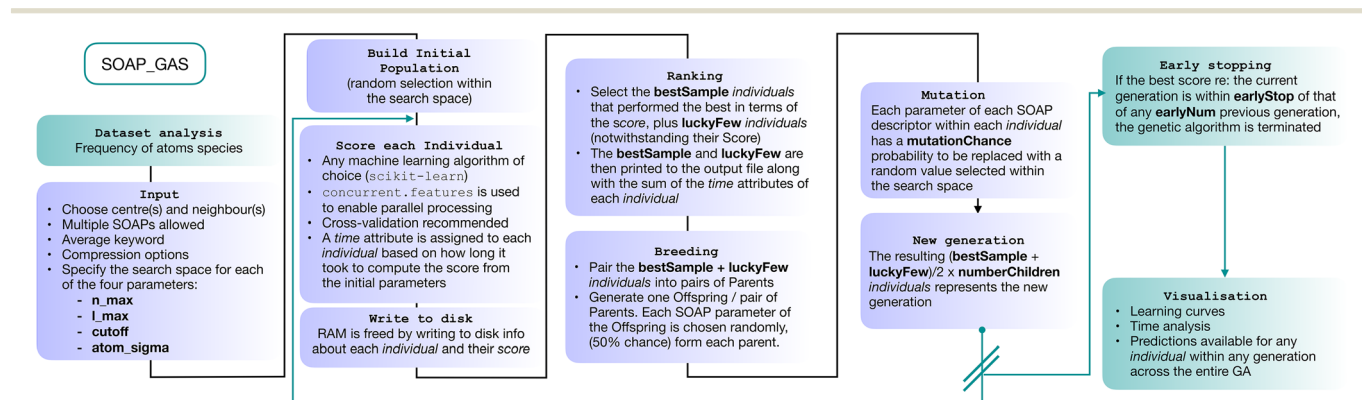 SOAP_GAS
Dataset analysis
Frequency of atoms species
Input
• Choose centre(s) and neighbour(s)
• Multiple SOAPs allowed
• Average keyword
• Compression options
• Specify the search space for each
of the four parameters:
- n_max
- l_max
- cutoff
- atom_sigma
Build Initial
Population
(random selection within
the search space)
Score each Individual
• Any machine learning algorithm of
choice (scikit-learn)
• concurrent.features is used
to enable parallel processing
• Cross-validation recommended
• A time attribute is assigned to each
individual based on how long it
took to compute the score from
the initial parameters
Write to disk
RAM is freed by writing to disk info
about each individual and their score
Ranking
• Select the bestSample individuals
that performed the best in terms of
the score, plus luckyFew individuals
(notwithstanding their Score)
• The bestSample and luckyFew are
then printed to the output file along
with the sum of the time attributes of
each individual
Breeding
• Pair the bestSample + luckyFew
individuals into pairs of Parents
• Generate one Offspring / pair of
Parents. Each SOAP parameter of
the Offspring is chosen randomly,
(50% chance) form each parent.
Mutation
Each parameter of each SOAP
descriptor within each individual
has a mutationChance
probability to be replaced with a
random value selected within
the search space
New generation
The resulting (bestSample +
luckyFew)/2 x numberChildren
individuals represents the new
generation
Early stopping
If the best score re: the current
generation is within earlyStop of that
of any earlyNum previous generation,
the genetic algorithm is terminated
Visualisation
• Learning curves
• Time analysis
• Predictions available for any
individual within any generation
across the entire GA